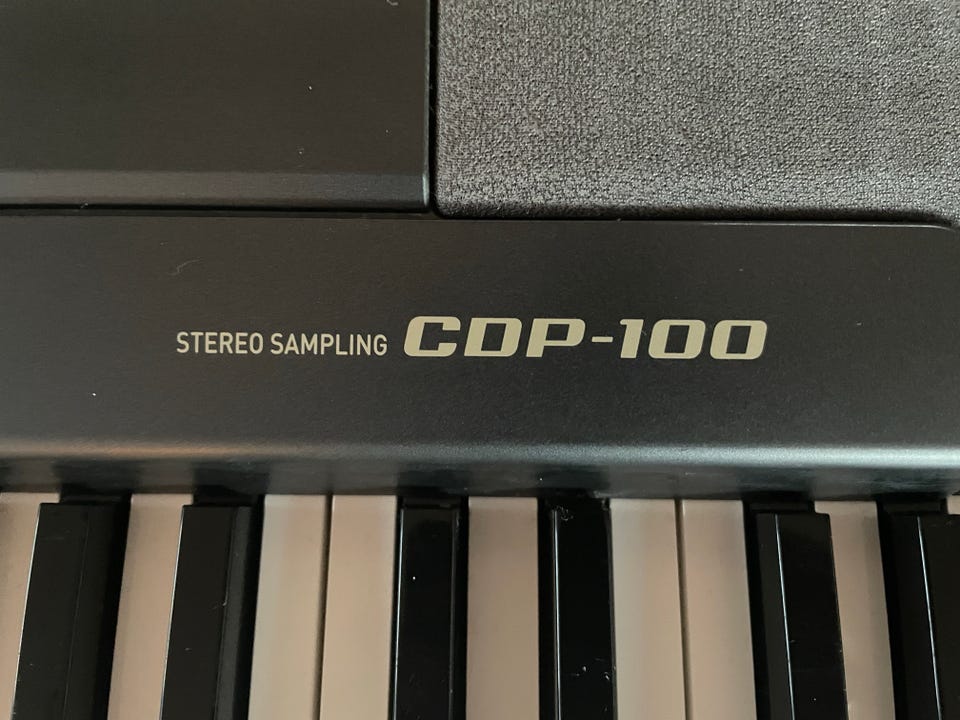 STEREO SAMPLING CDP-100